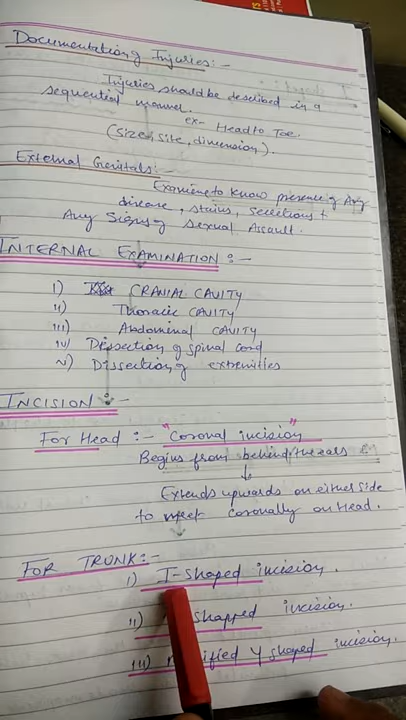 Documentation of Injuries:-
Injuries should be described in a
sequential manner.
ex- Head to Toe.
(size, site, dimension).
External Genitals:-
Examine to know presence of Any
disease, stains, secretions +
Any Signs of Sexual Assault.
INTERNAL EXAMINATION:-
i) CRANIAL CAVITY
ii) Thoracic CAVITY
iii) Abdominal CAVITY
iv) Dissection of spinal cord
v) Dissection of extremities
INCISION:-
For Head :- "Coronal incision"
Begins from behind the ears
↓
Extends upwards on either side
to meet coronally on Head.
FOR TRUNK:-
i) I-shaped incision.
ii) shapped incision.
iii) Y shaped incision.